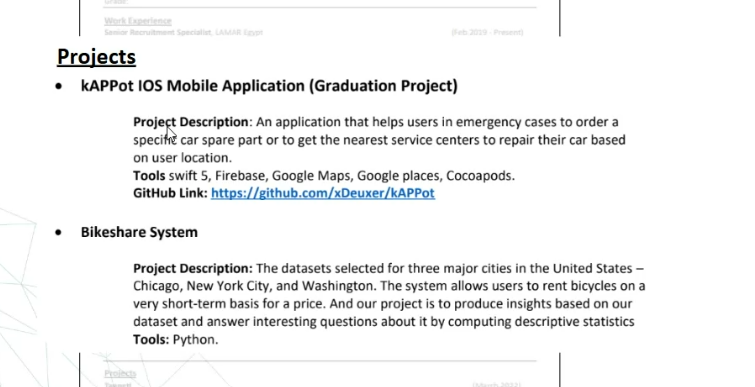 Grade:
Work Experience
Senior Recruitment Specialist, LAMAR Egypt (Feb 2019 - Present)
Projects
• kAPPot IOS Mobile Application (Graduation Project)
Project Description: An application that helps users in emergency cases to order a
specific car spare part or to get the nearest service centers to repair their car based
on user location.
Tools swift 5, Firebase, Google Maps, Google places, Cocoapods.
GitHub Link: https://github.com/xDeuxer/kAPPot
• Bikeshare System
Project Description: The datasets selected for three major cities in the United States –
Chicago, New York City, and Washington. The system allows users to rent bicycles on a
very short-term basis for a price. And our project is to produce insights based on our
dataset and answer interesting questions about it by computing descriptive statistics
Tools: Python.
Projects
(March 2022)